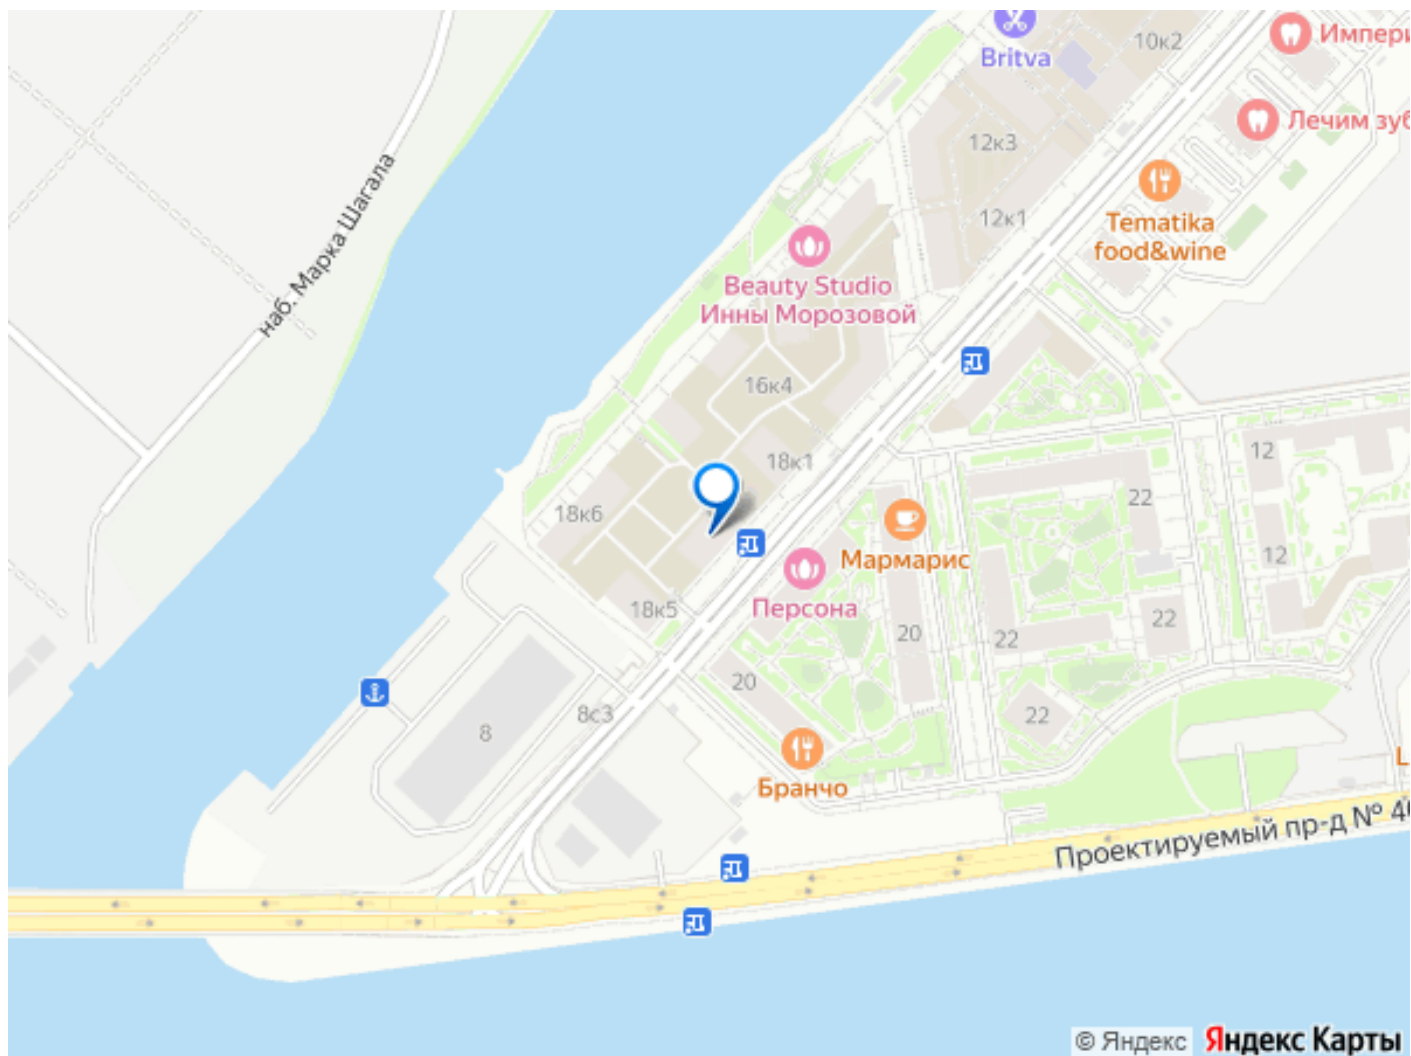 10к2
Импери
Britva
Лечим зуб
12к3
Tematika
food&wine
12к1
наб. Марка Шагала
Beauty Studio
Инны Морозовой
16к4
12
18к1
22
18к6
Мармарис
12
Персона
18к5
20
22
22
20
22
8с3
8
Бранчо
L
Проектируемый пр-д № 40
© Яндекс
Яндекс Карты